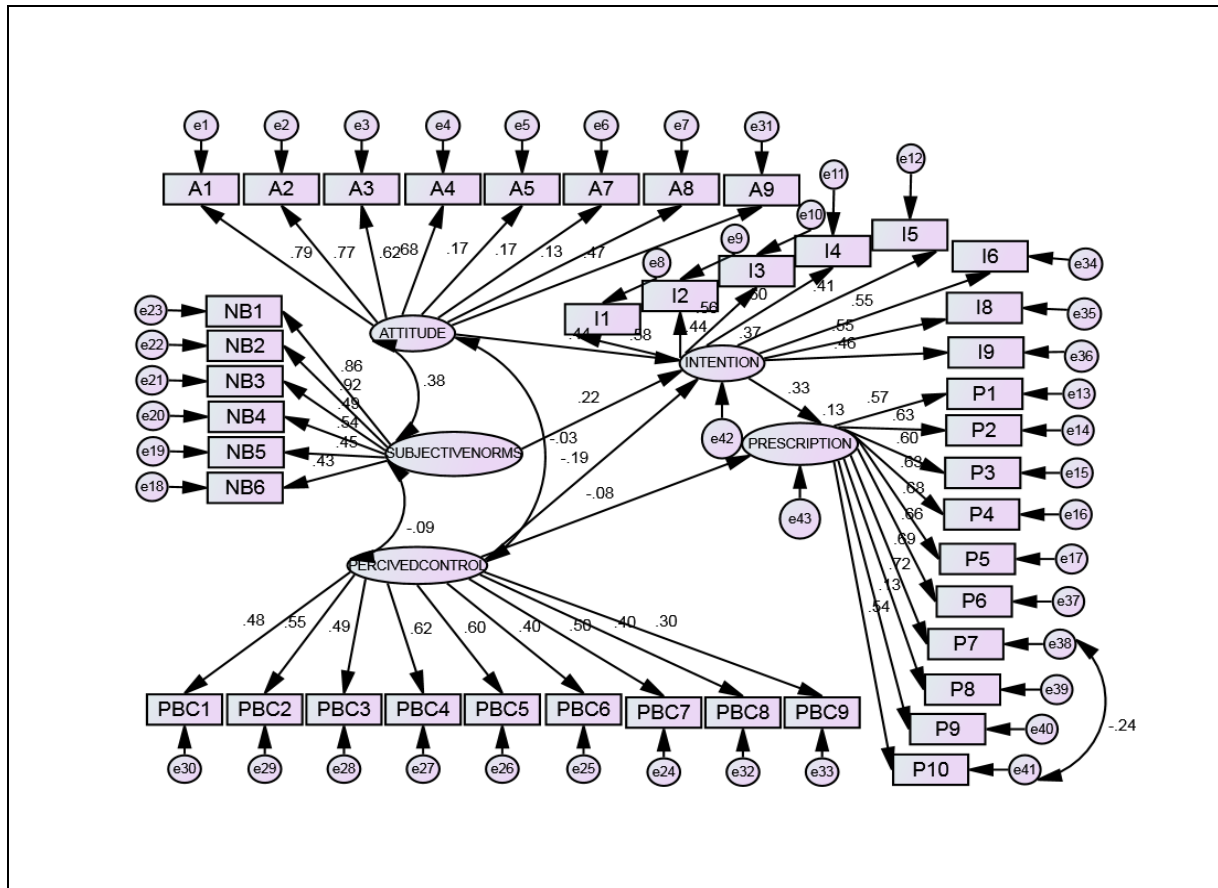 e1 e2 e3 e4 e5 e6 e7 e31
A1 A2 A3 A4 A5 A7 A8 A9
.79 .77 .62 .68 .17 .17 .13 .47
e8 e9 e10 e11 e12
I1 I2 I3 I4 I5 I6 e34
I8 e35
I9 e36
.44 .58 .44 .56 .60 .37 .41 .55 .55 .46
e23 NB1
e22 NB2
e21 NB3
e20 NB4
e19 NB5
e18 NB6
.86
.92
.49
.54
.45
.43
ATTITUDE
INTENTION
SUBJECTIVENORMS
PRESCRIPTION
PERCIVEDCONTROL
.38
.22
-.03
-.19
-.08
-.09
.33
.13
e42
e43
.57
.63
.60
.63
.68
.66
.69
.72
.13
.54
P1 e13
P2 e14
P3 e15
P4 e16
P5 e17
P6 e37
P7 e38
P8 e39
P9 e40
P10 e41
-.24
.48 .55 .49 .62 .60 .40 .50 .40 .30
PBC1 PBC2 PBC3 PBC4 PBC5 PBC6 PBC7 PBC8 PBC9
e30 e29 e28 e27 e26 e25 e24 e32 e33